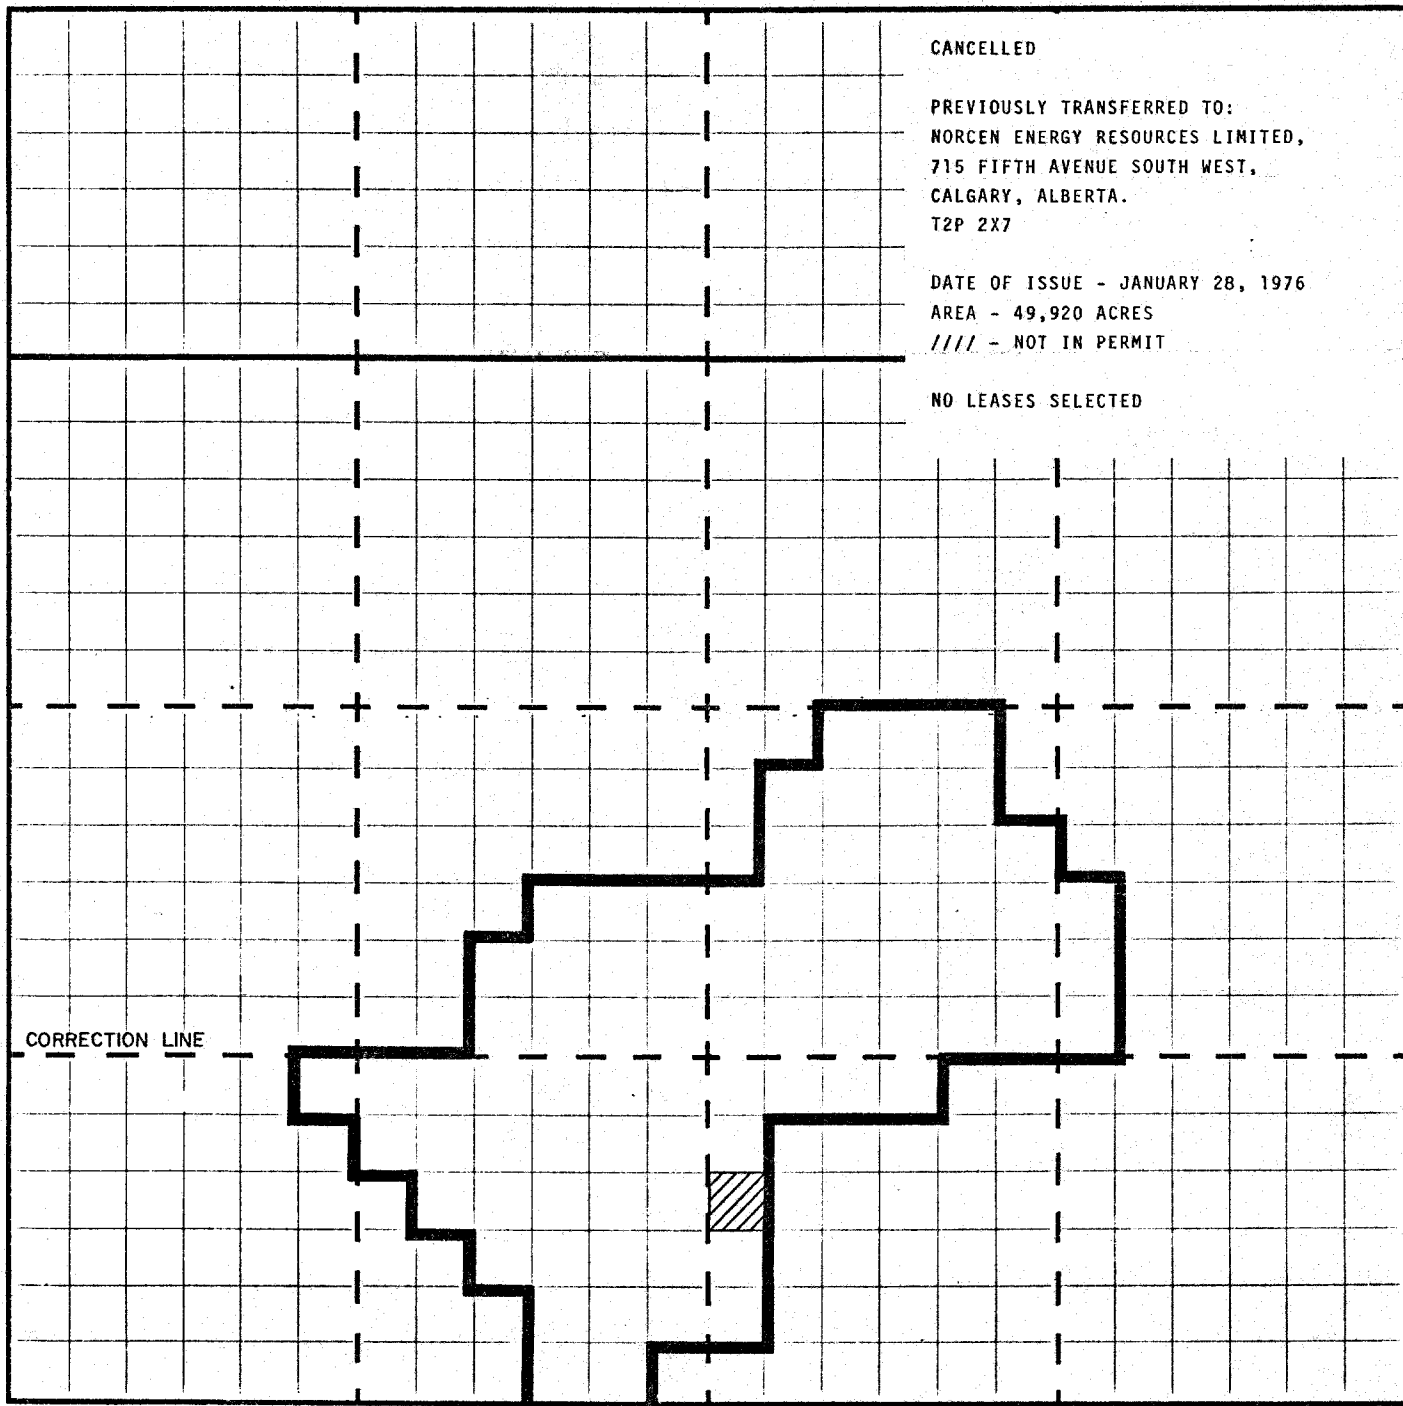 CANCELLED
PREVIOUSLY TRANSFERRED TO:
NORCEN ENERGY RESOURCES LIMITED,
715 FIFTH AVENUE SOUTH WEST,
CALGARY, ALBERTA.
T2P 2X7
DATE OF ISSUE - JANUARY 28, 1976
AREA - 49,920 ACRES
//// - NOT IN PERMIT
NO LEASES SELECTED
CORRECTION LINE